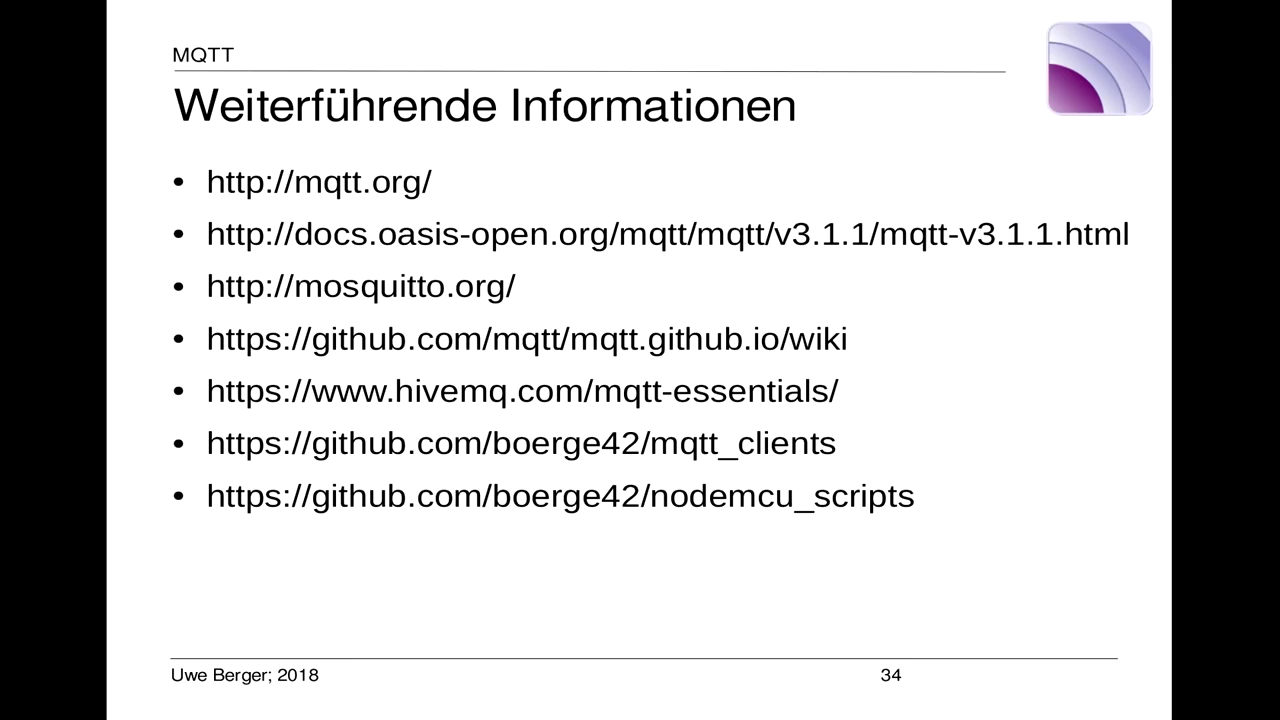 MQTT
Weiterführende Informationen
• http://mqtt.org/
• http://docs.oasis-open.org/mqtt/mqtt/v3.1.1/mqtt-v3.1.1.html
• http://mosquitto.org/
• https://github.com/mqtt/mqtt.github.io/wiki
• https://www.hivemq.com/mqtt-essentials/
• https://github.com/boerge42/mqtt_clients
• https://github.com/boerge42/nodemcu_scripts
Uwe Berger; 2018 34